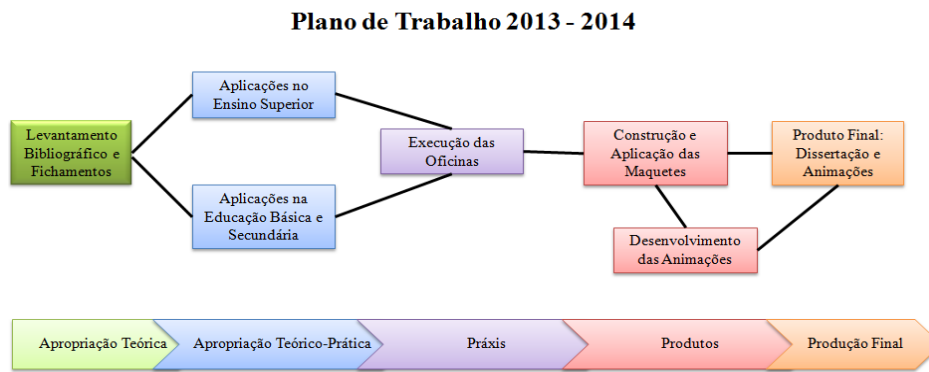 Plano de Trabalho 2013 - 2014
Aplicações no
Ensino Superior
Levantamento
Bibliográfico e
Fichamentos
Execução das
Oficinas
Construção e
Aplicação das
Maquetes
Produto Final:
Dissertação e
Animações
Aplicações na
Educação Básica e
Secundária
Desenvolvimento
das Animações
Apropriação Teórica
Apropriação Teórico-Prática
Práxis
Produtos
Produção Final